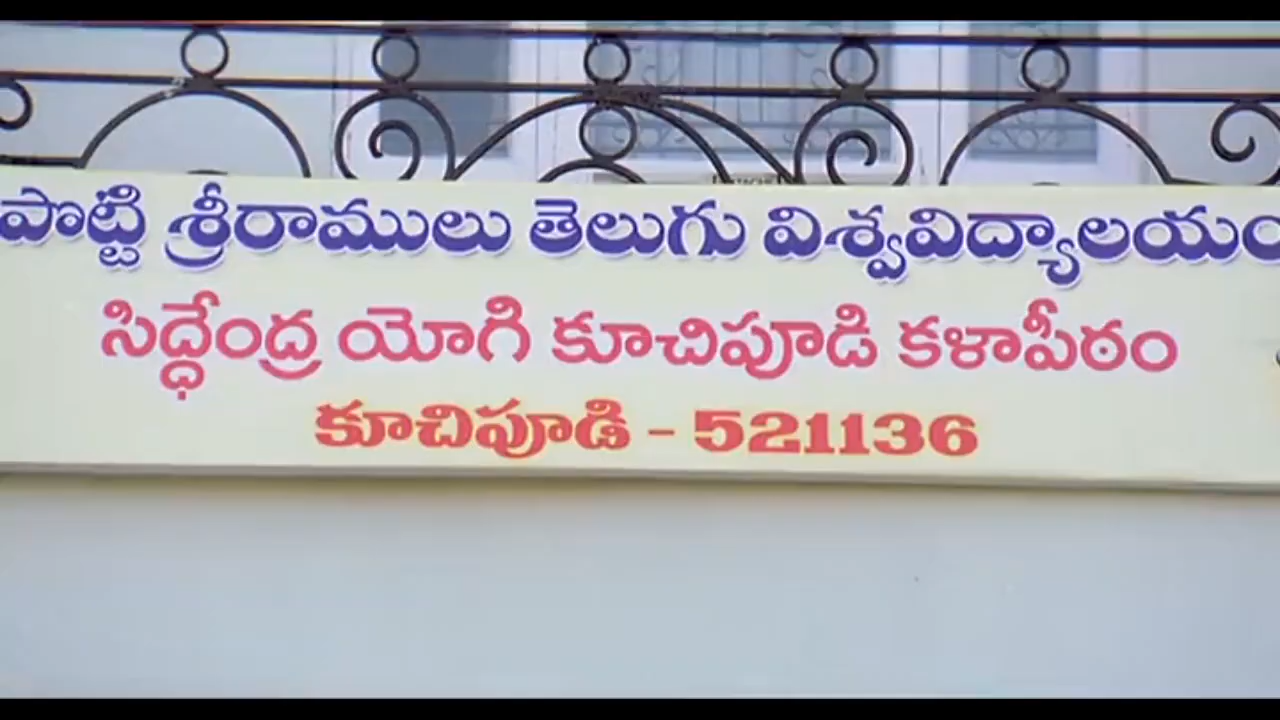 పొట్టి శ్రీరాములు తెలుగు విశ్వవిద్యాలయం
సిద్ధేంద్ర యోగి కూచిపూడి కళాపీఠం
కూచిపూడి - 521136